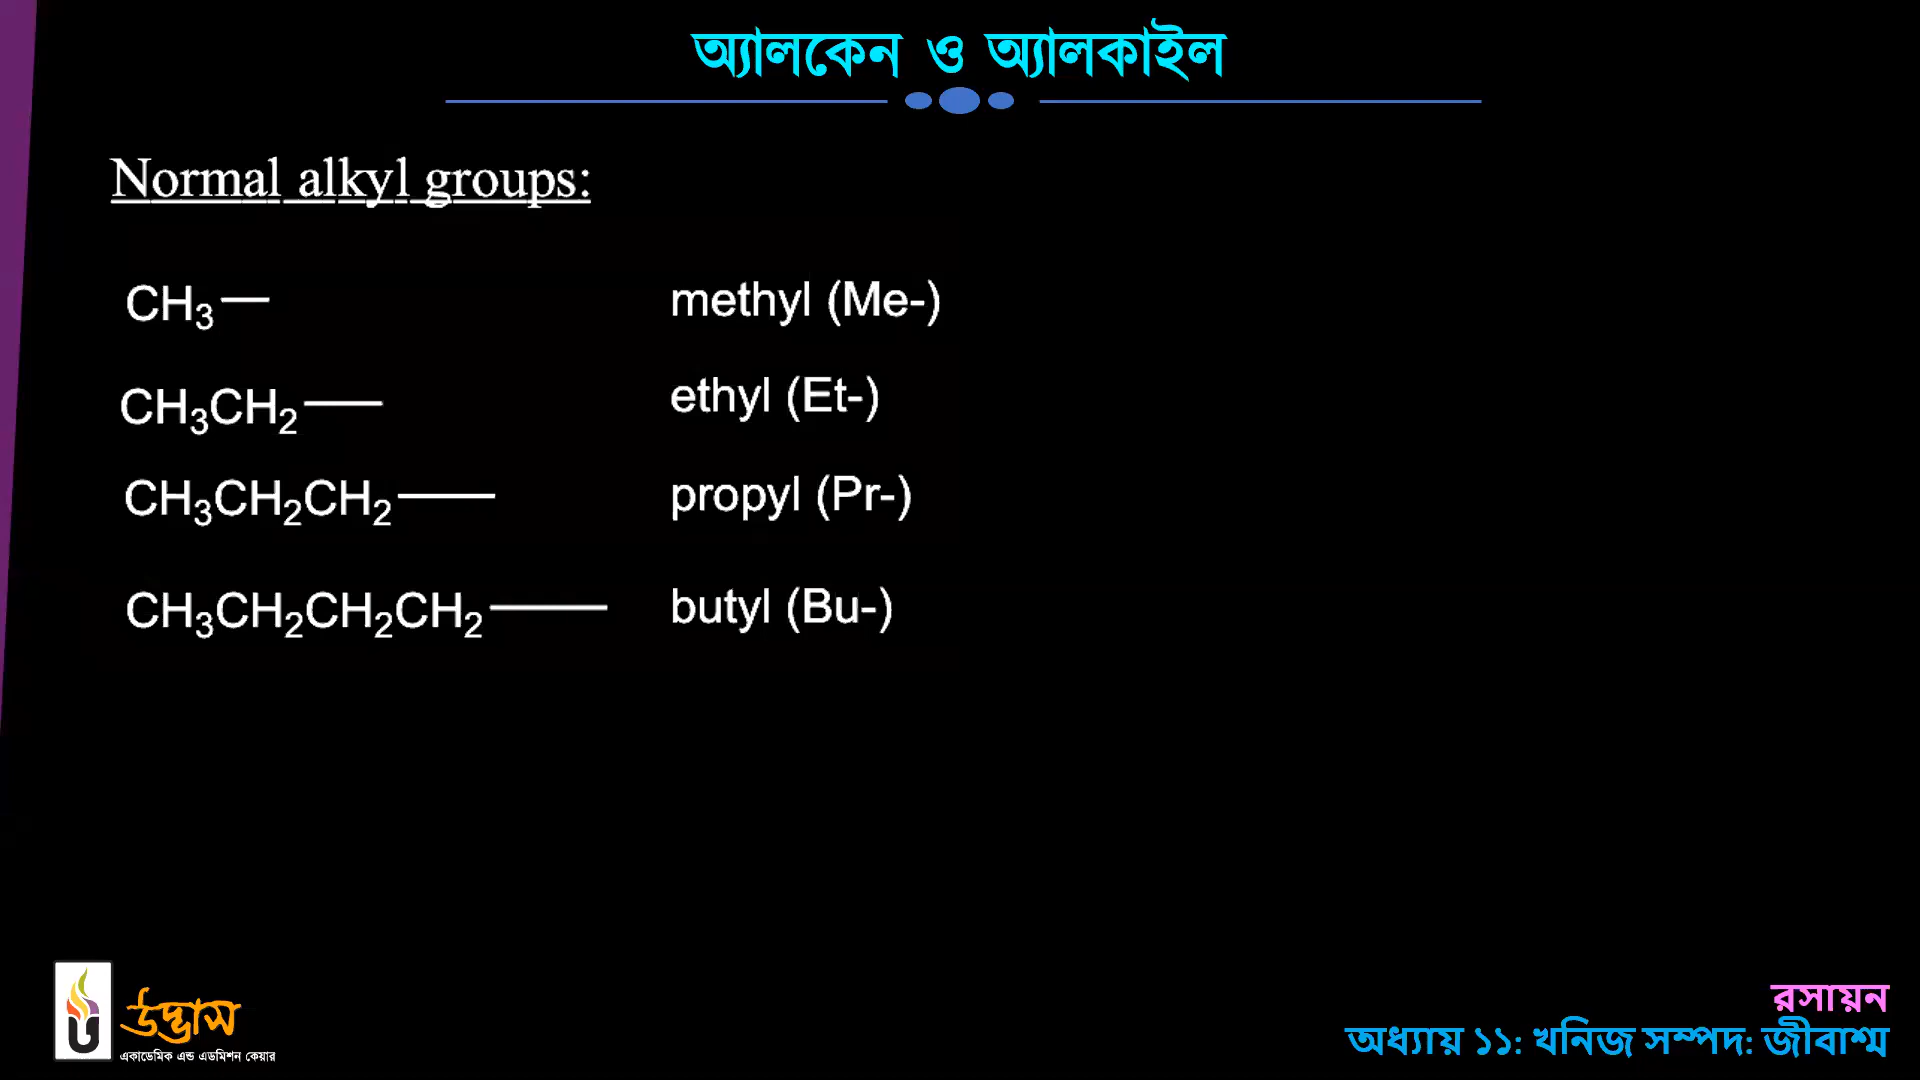 অ্যালকেন ও অ্যালকাইল
Normal alkyl groups:
CH₃— methyl (Me-)
CH₃CH₂— ethyl (Et-)
CH₃CH₂CH₂— propyl (Pr-)
CH₃CH₂CH₂CH₂— butyl (Bu-)
উদ্ভাস
একাডেমিক এন্ড এডমিশন কেয়ার
রসায়ন
অধ্যায় ১১: খনিজ সম্পদ: জীবাশ্ম